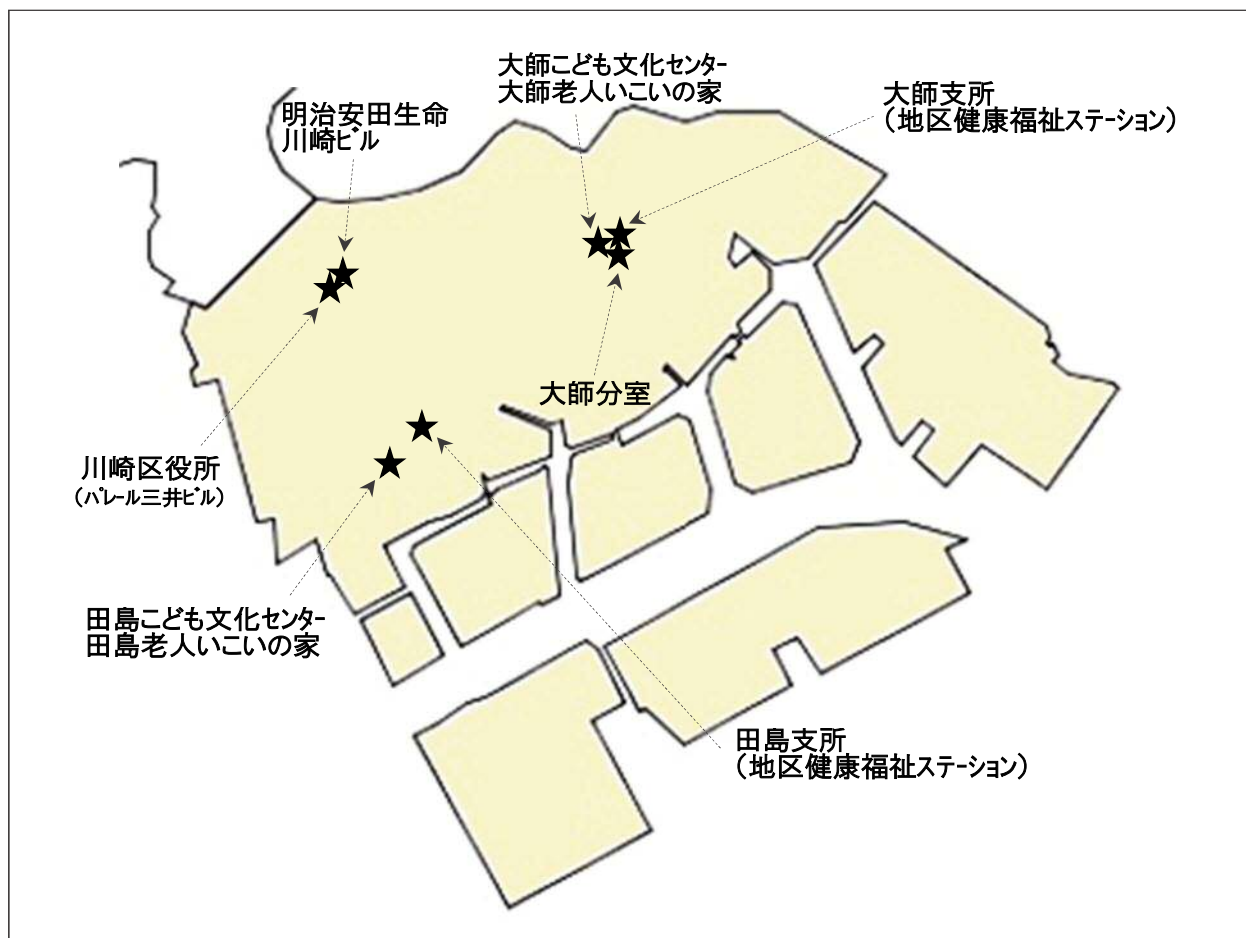 大師こども文化センター
大師老人いこいの家
大師支所
（地区健康福祉ステーション）
明治安田生命
川崎ビル
大師分室
川崎区役所
（パレール三井ビル）
田島こども文化センター
田島老人いこいの家
田島支所
（地区健康福祉ステーション）